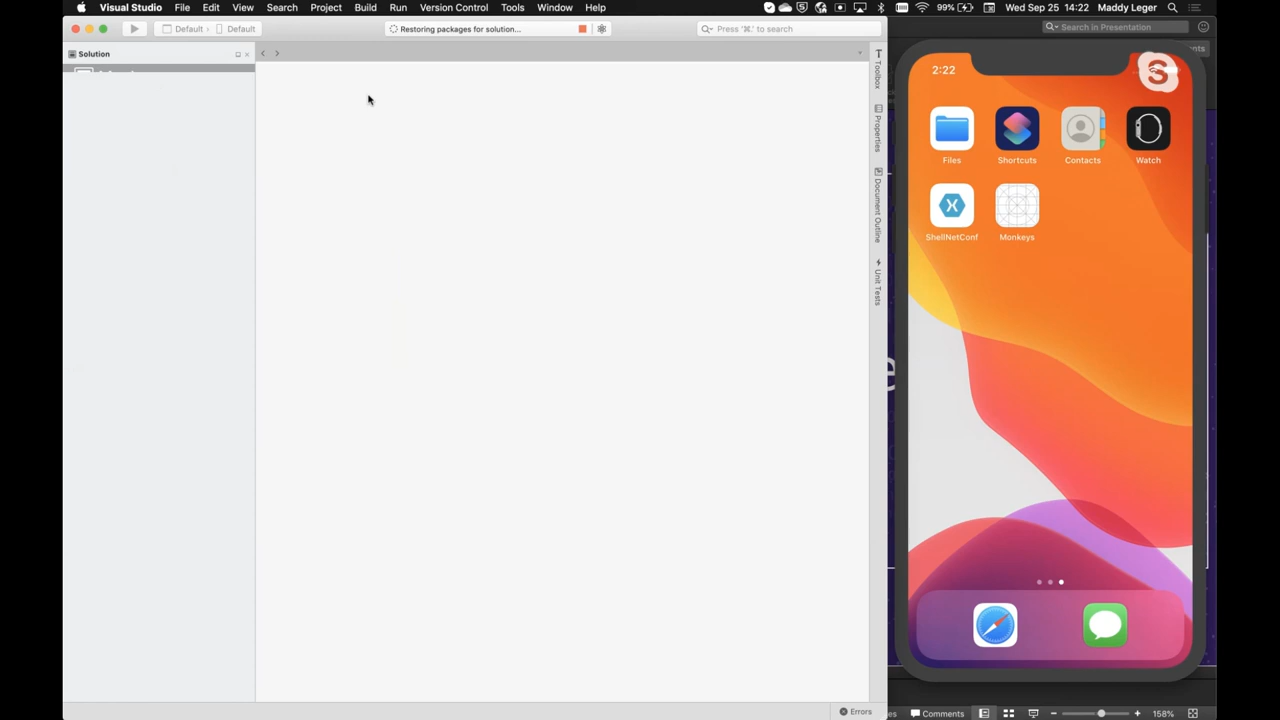 Visual Studio File Edit View Search Project Build Run Version Control Tools Window Help 99% Wed Sep 25 14:22 Maddy Leger
Default › Default Restoring packages for solution... Press '⌘.' to search
Search in Presentation
Solution
Toolbox
Properties
Document Outline
Unit Tests
Errors
2:22
Files Shortcuts Contacts Watch
ShellNetConf Monkeys
Comments 158%